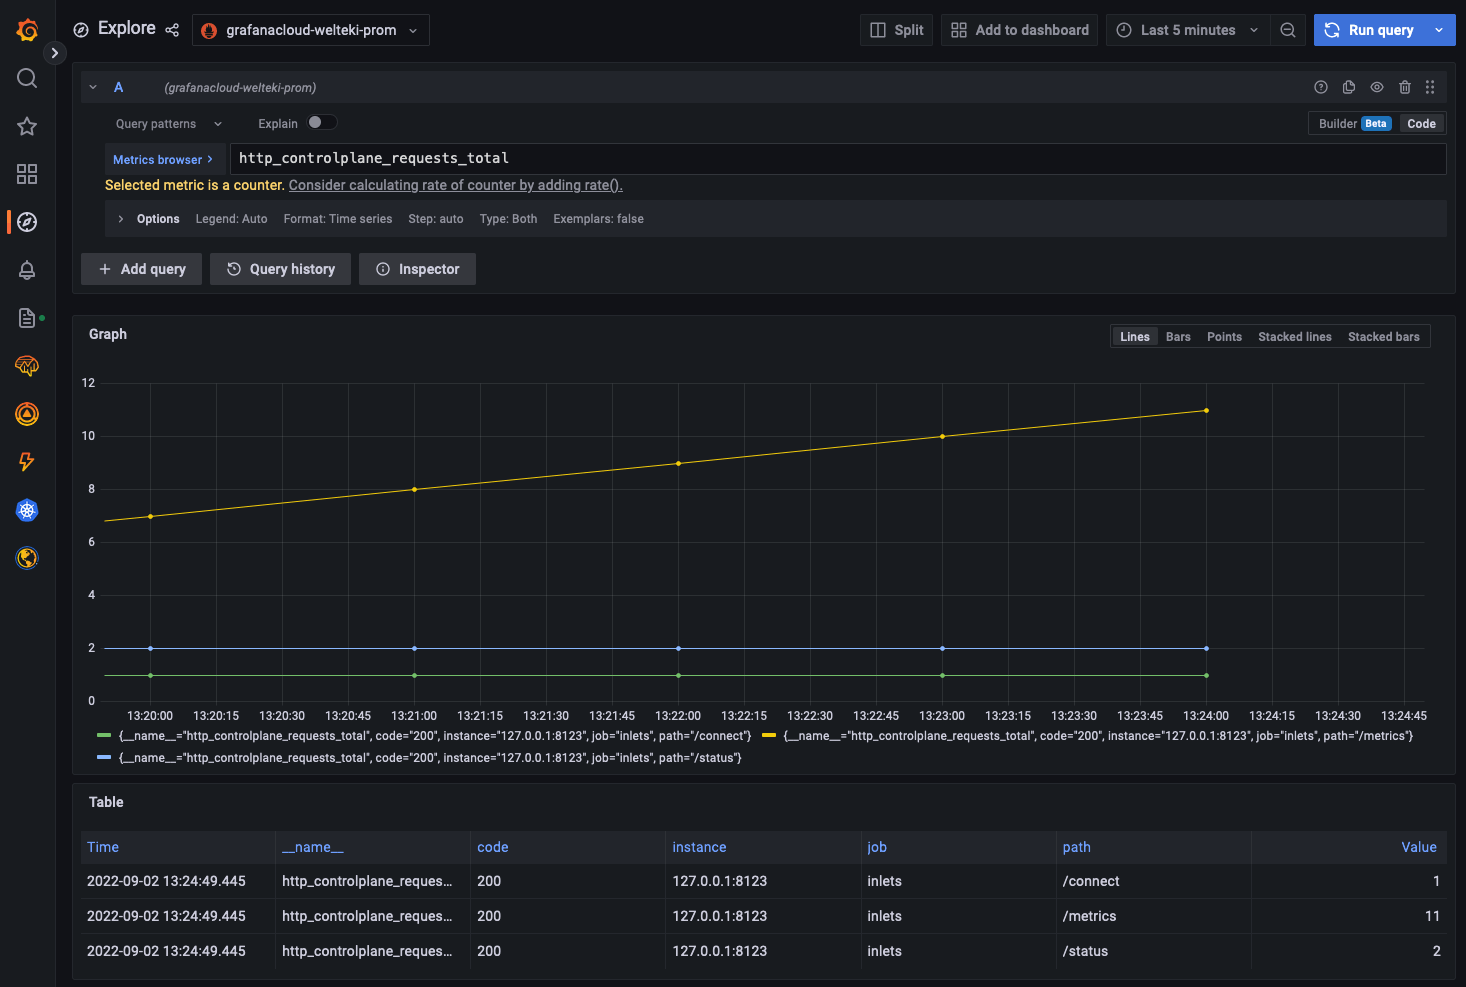 Explore grafanacloud-welteki-prom Split Add to dashboard Last 5 minutes Run query
A (grafanacloud-welteki-prom)
Query patterns Explain Builder Beta Code
Metrics browser > http_controlplane_requests_total
Selected metric is a counter. Consider calculating rate of counter by adding rate().
Options Legend: Auto Format: Time series Step: auto Type: Both Exemplars: false
+ Add query Query history Inspector
Graph Lines Bars Points Stacked lines Stacked bars
12
10
8
6
4
2
0
13:20:00 13:20:15 13:20:30 13:20:45 13:21:00 13:21:15 13:21:30 13:21:45 13:22:00 13:22:15 13:22:30 13:22:45 13:23:00 13:23:15 13:23:30 13:23:45 13:24:00 13:24:15 13:24:30 13:24:45
{__name__="http_controlplane_requests_total", code="200", instance="127.0.0.1:8123", job="inlets", path="/connect"} {__name__="http_controlplane_requests_total", code="200", instance="127.0.0.1:8123", job="inlets", path="/metrics"}
{__name__="http_controlplane_requests_total", code="200", instance="127.0.0.1:8123", job="inlets", path="/status"}
Table
Time __name__ code instance job path Value
2022-09-02 13:24:49.445 http_controlplane_reques... 200 127.0.0.1:8123 inlets /connect 1
2022-09-02 13:24:49.445 http_controlplane_reques... 200 127.0.0.1:8123 inlets /metrics 11
2022-09-02 13:24:49.445 http_controlplane_reques... 200 127.0.0.1:8123 inlets /status 2